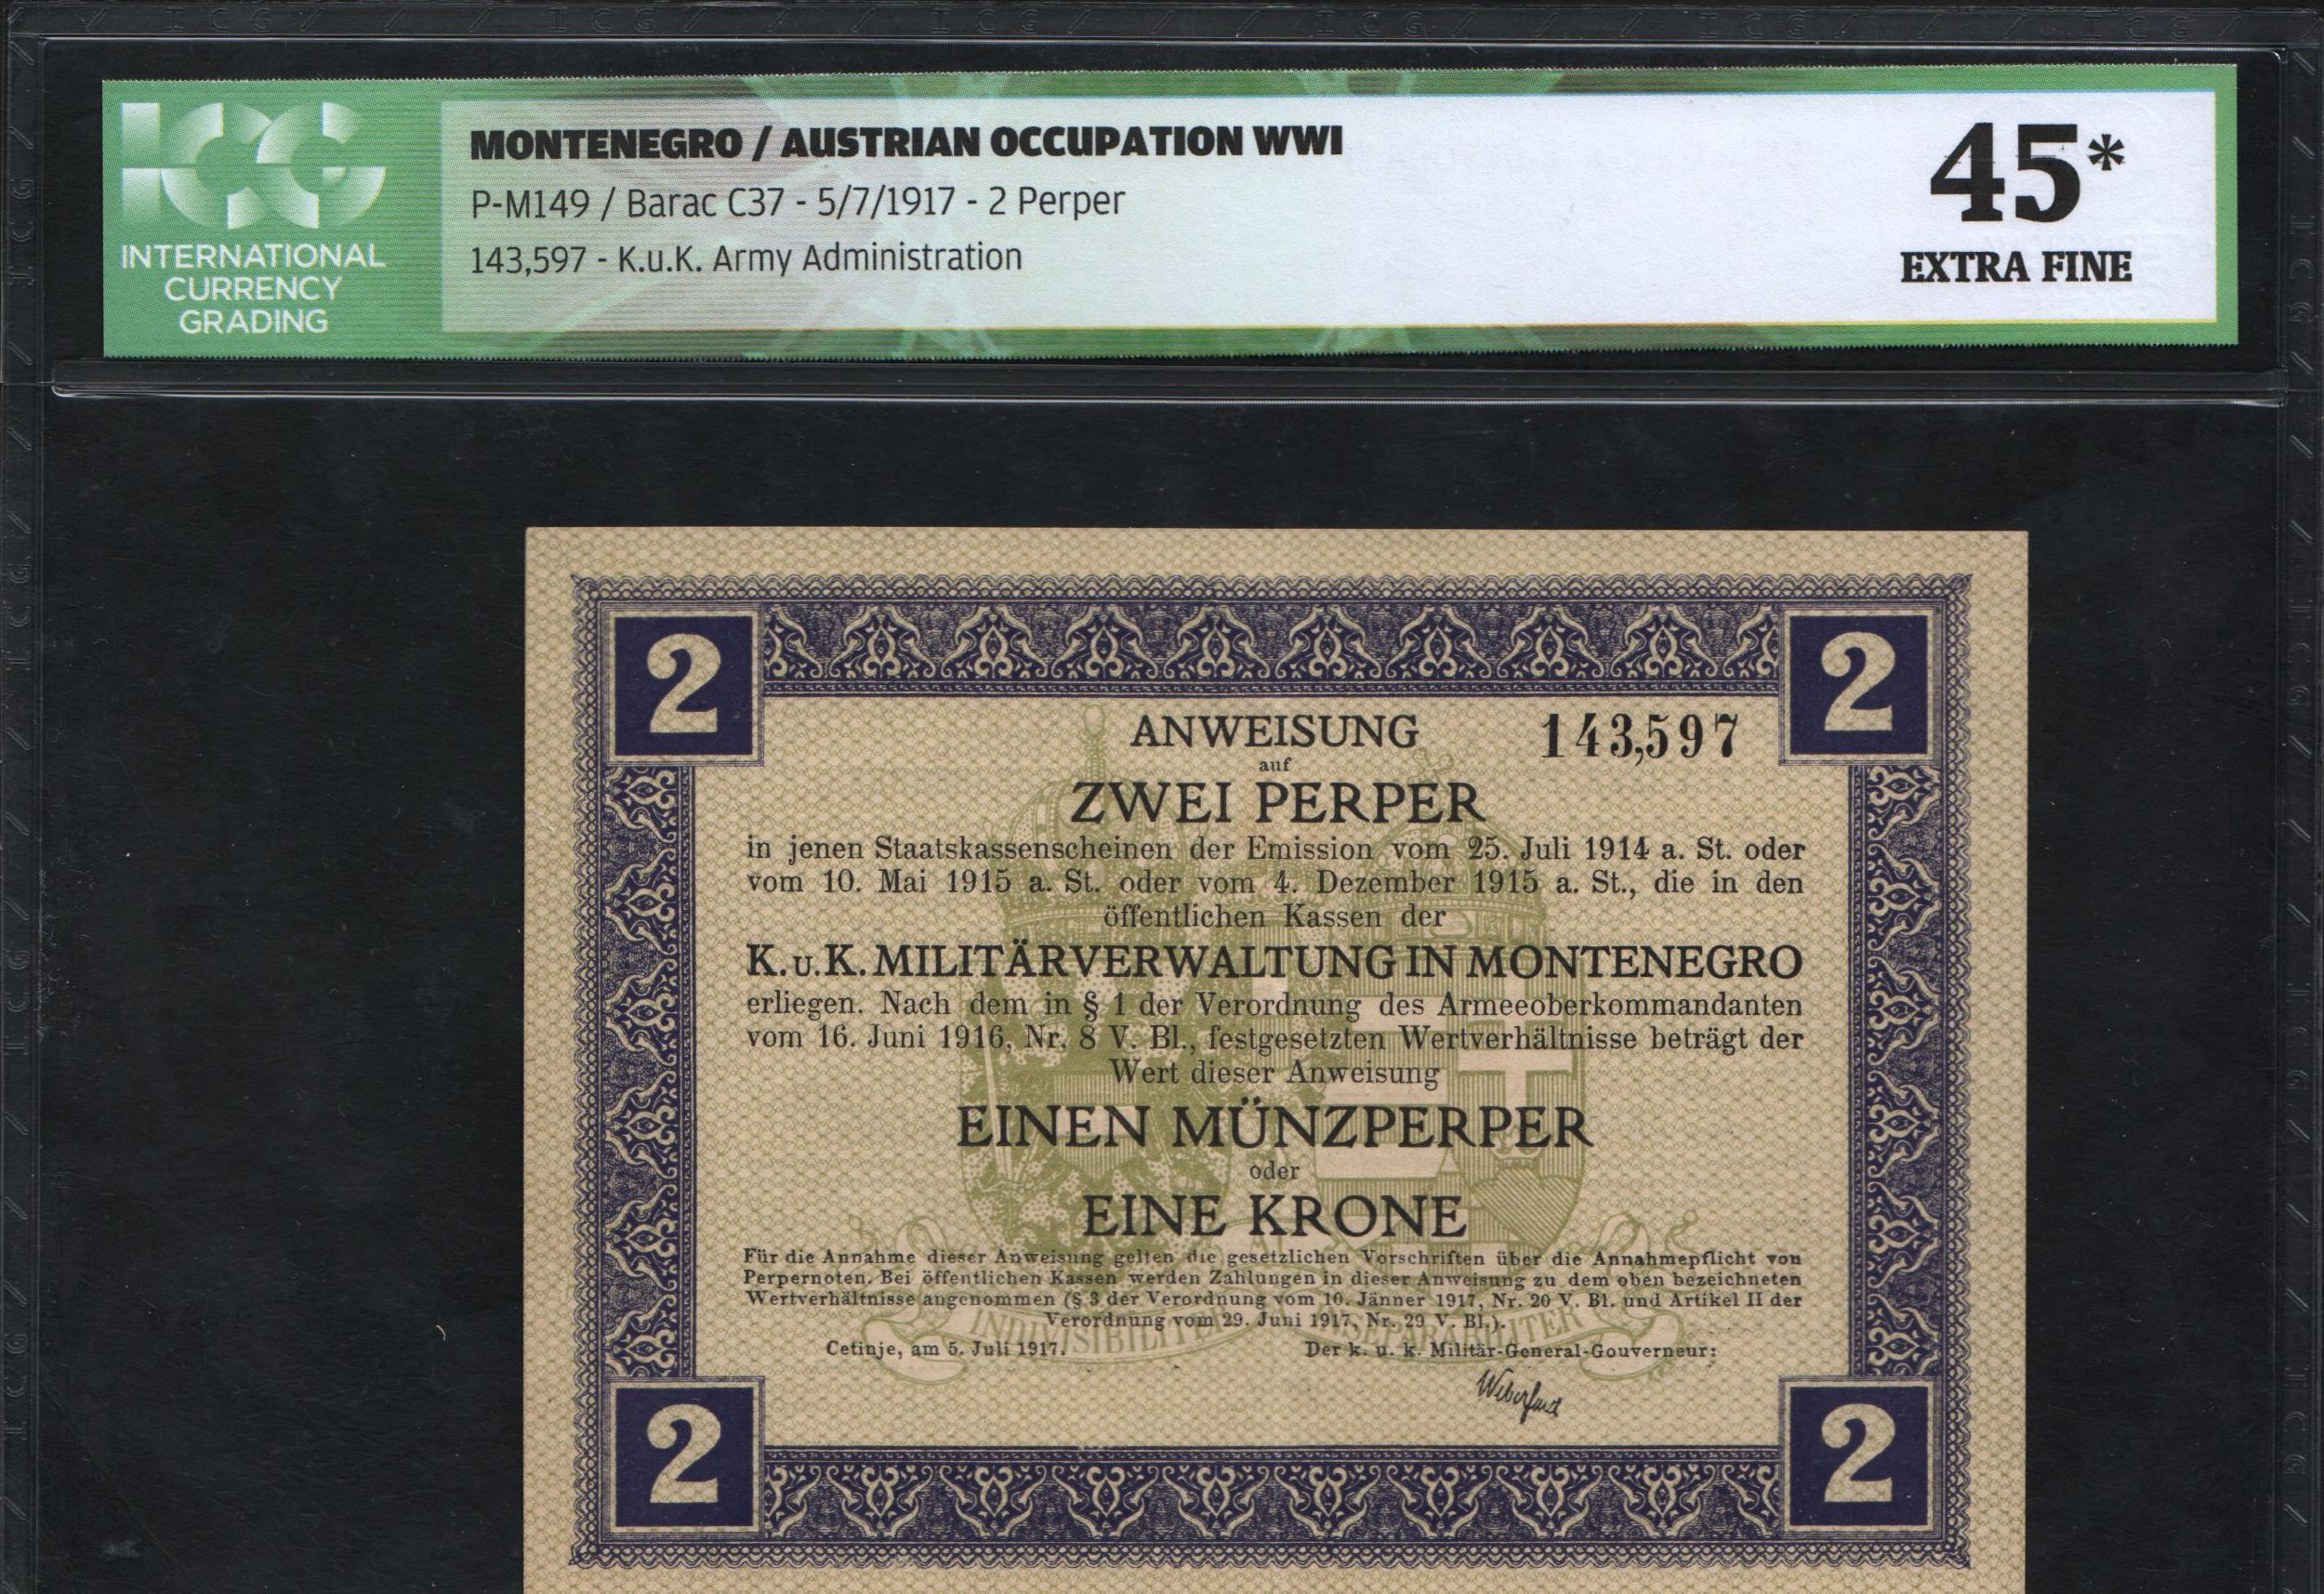 ICG
INTERNATIONAL
CURRENCY
GRADING
MONTENEGRO / AUSTRIAN OCCUPATION WWI
P-M149 / Barac C37 - 5/7/1917 - 2 Perper
143,597 - K.u.K. Army Administration
45*
EXTRA FINE
2
2
ANWEISUNG
143,597
auf
ZWEI PERPER
in jenen Staatskassenscheinen der Emission vom 25. Juli 1914 a. St. oder
vom 10. Mai 1915 a. St. oder vom 4. Dezember 1915 a. St., die in den
öffentlichen Kassen der
K.u.K. MILITÄRVERWALTUNG IN MONTENEGRO
erliegen. Nach dem in § 1 der Verordnung des Armeeoberkommandanten
vom 16. Juni 1916, Nr. 8 V. Bl., festgesetzten Wertverhältnisse beträgt der
Wert dieser Anweisung
EINEN MÜNZPERPER
oder
EINE KRONE
Für die Annahme dieser Anweisung gelten die gesetzlichen Vorschriften über die Annahmepflicht von
Perpernoten. Bei öffentlichen Kassen werden Zahlungen in dieser Anweisung zu dem oben bezeichneten
Wertverhältnisse angenommen (§ 3 der Verordnung vom 10. Jänner 1917, Nr. 20 V. Bl. und Artikel II der
Verordnung vom 29. Juni 1917, Nr. 29 V. Bl.).
INDIVISIBILITER
INSEPARABILITER
Cetinje, am 5. Juli 1917.
Der k. u. k. Militär-General-Gouverneur:
2
2